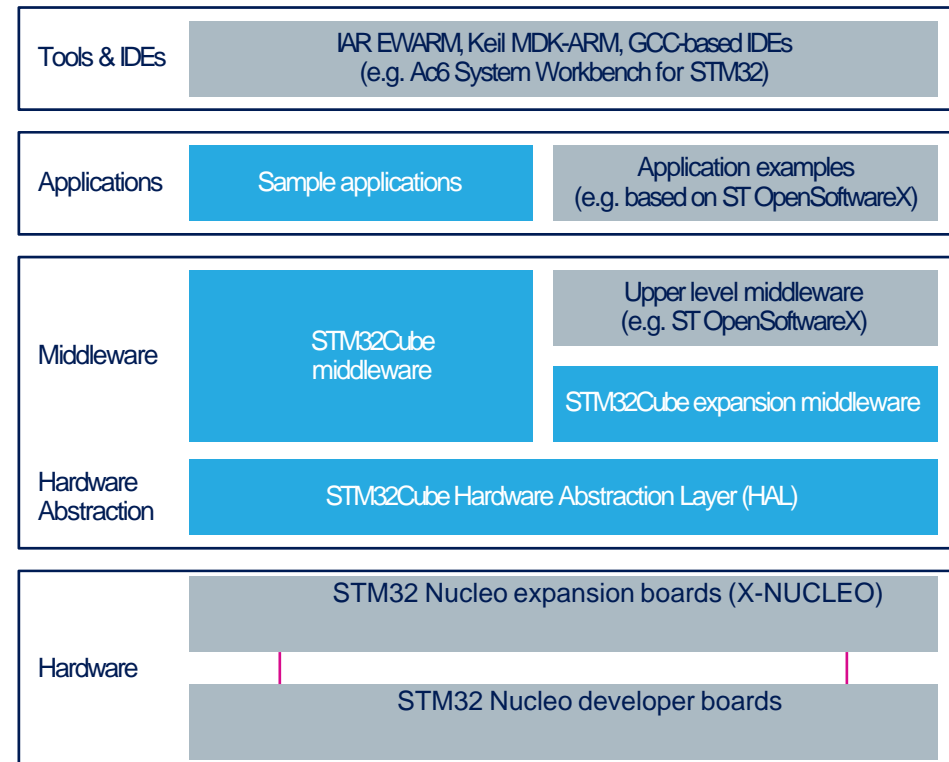 Tools & IDEs
IAR EWARM, Keil MDK-ARM, GCC-based IDEs
(e.g. Ac6 System Workbench for STM32)
Applications
Sample applications
Application examples
(e.g. based on ST OpenSoftwareX)
Middleware
STM32Cube
middleware
Upper level middleware
(e.g. ST OpenSoftwareX)
STM32Cube expansion middleware
Hardware
Abstraction
STM32Cube Hardware Abstraction Layer (HAL)
Hardware
STM32 Nucleo expansion boards (X-NUCLEO)
STM32 Nucleo developer boards